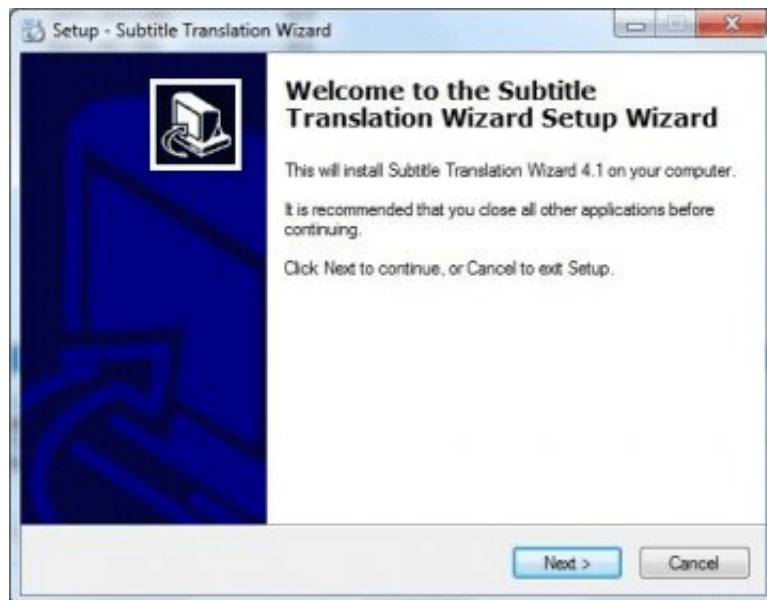 Setup - Subtitle Translation Wizard
Welcome to the Subtitle
Translation Wizard Setup Wizard
This will install Subtitle Translation Wizard 4.1 on your computer.
It is recommended that you close all other applications before
continuing.
Click Next to continue, or Cancel to exit Setup.
Next >
Cancel